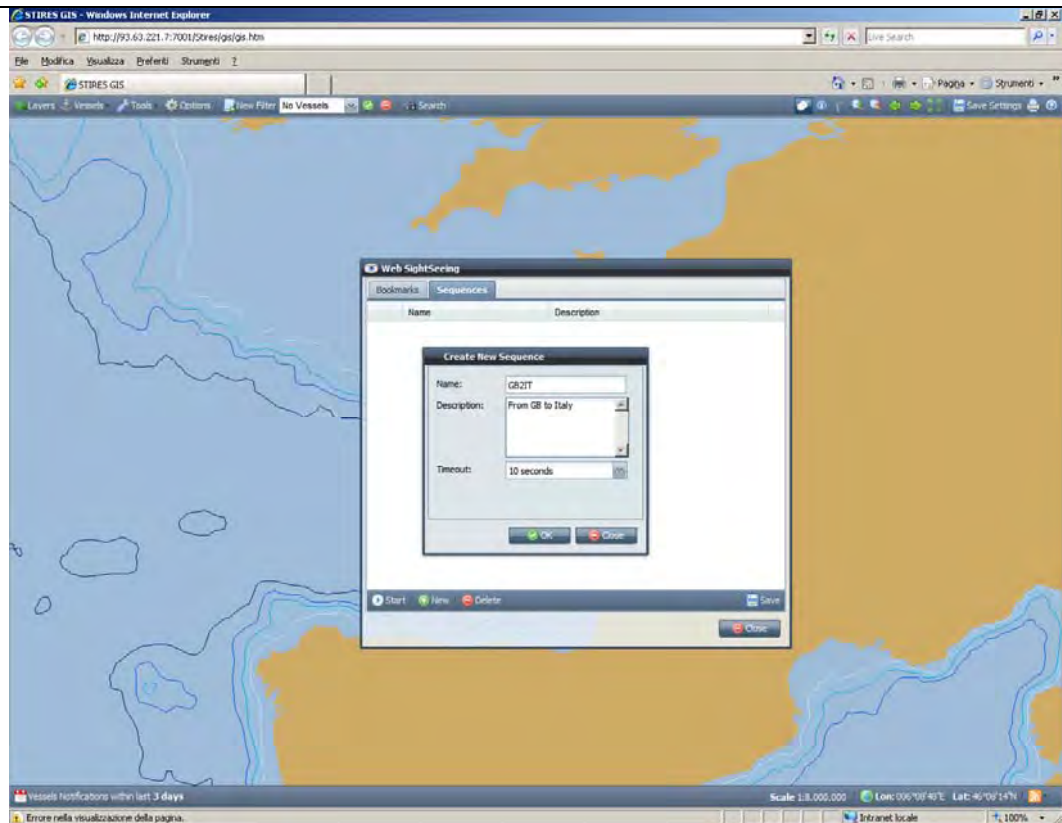 STIRES GIS - Windows Internet Explorer
http://93.63.221.7:7001/Stires/gis/gis.htm
Live Search
File Modifica Visualizza Preferiti Strumenti ?
STIRES GIS
Pagina Strumenti
Layers Vessels Tools Options New Filter No Vessels Search Save Settings
Web SightSeeing
Bookmarks Sequences
Name Description
Create New Sequence
Name: GB2IT
Description: From GB to Italy
Timeout: 10 seconds
OK Close
Start New Delete Save
Close
Vessels Notifications within last 3 days Scale 1:8.000.000 Lon: Lat:
Errore nella visualizzazione della pagina. Intranet locale 100%